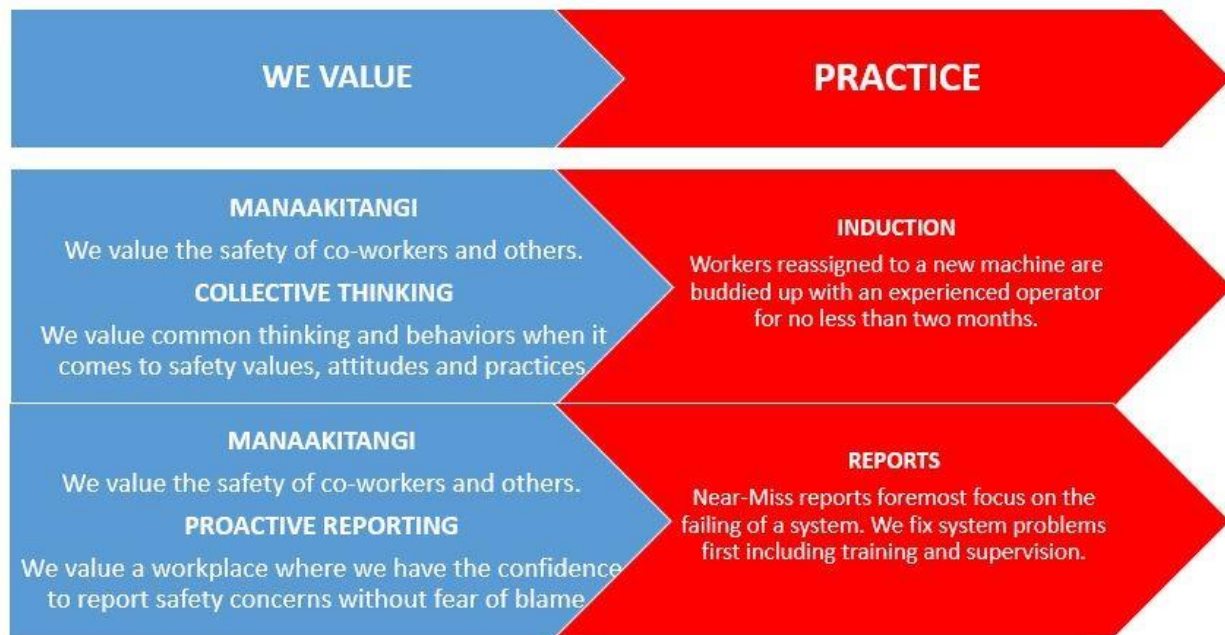 WE VALUE
PRACTICE
MANAAKITANGI
We value the safety of co-workers and others.
COLLECTIVE THINKING
We value common thinking and behaviors when it
comes to safety values, attitudes and practices
INDUCTION
Workers reassigned to a new machine are
buddied up with an experienced operator
for no less than two months.
MANAAKITANGI
We value the safety of co-workers and others.
PROACTIVE REPORTING
We value a workplace where we have the confidence
to report safety concerns without fear of blame
REPORTS
Near-Miss reports foremost focus on the
failing of a system. We fix system problems
first including training and supervision.